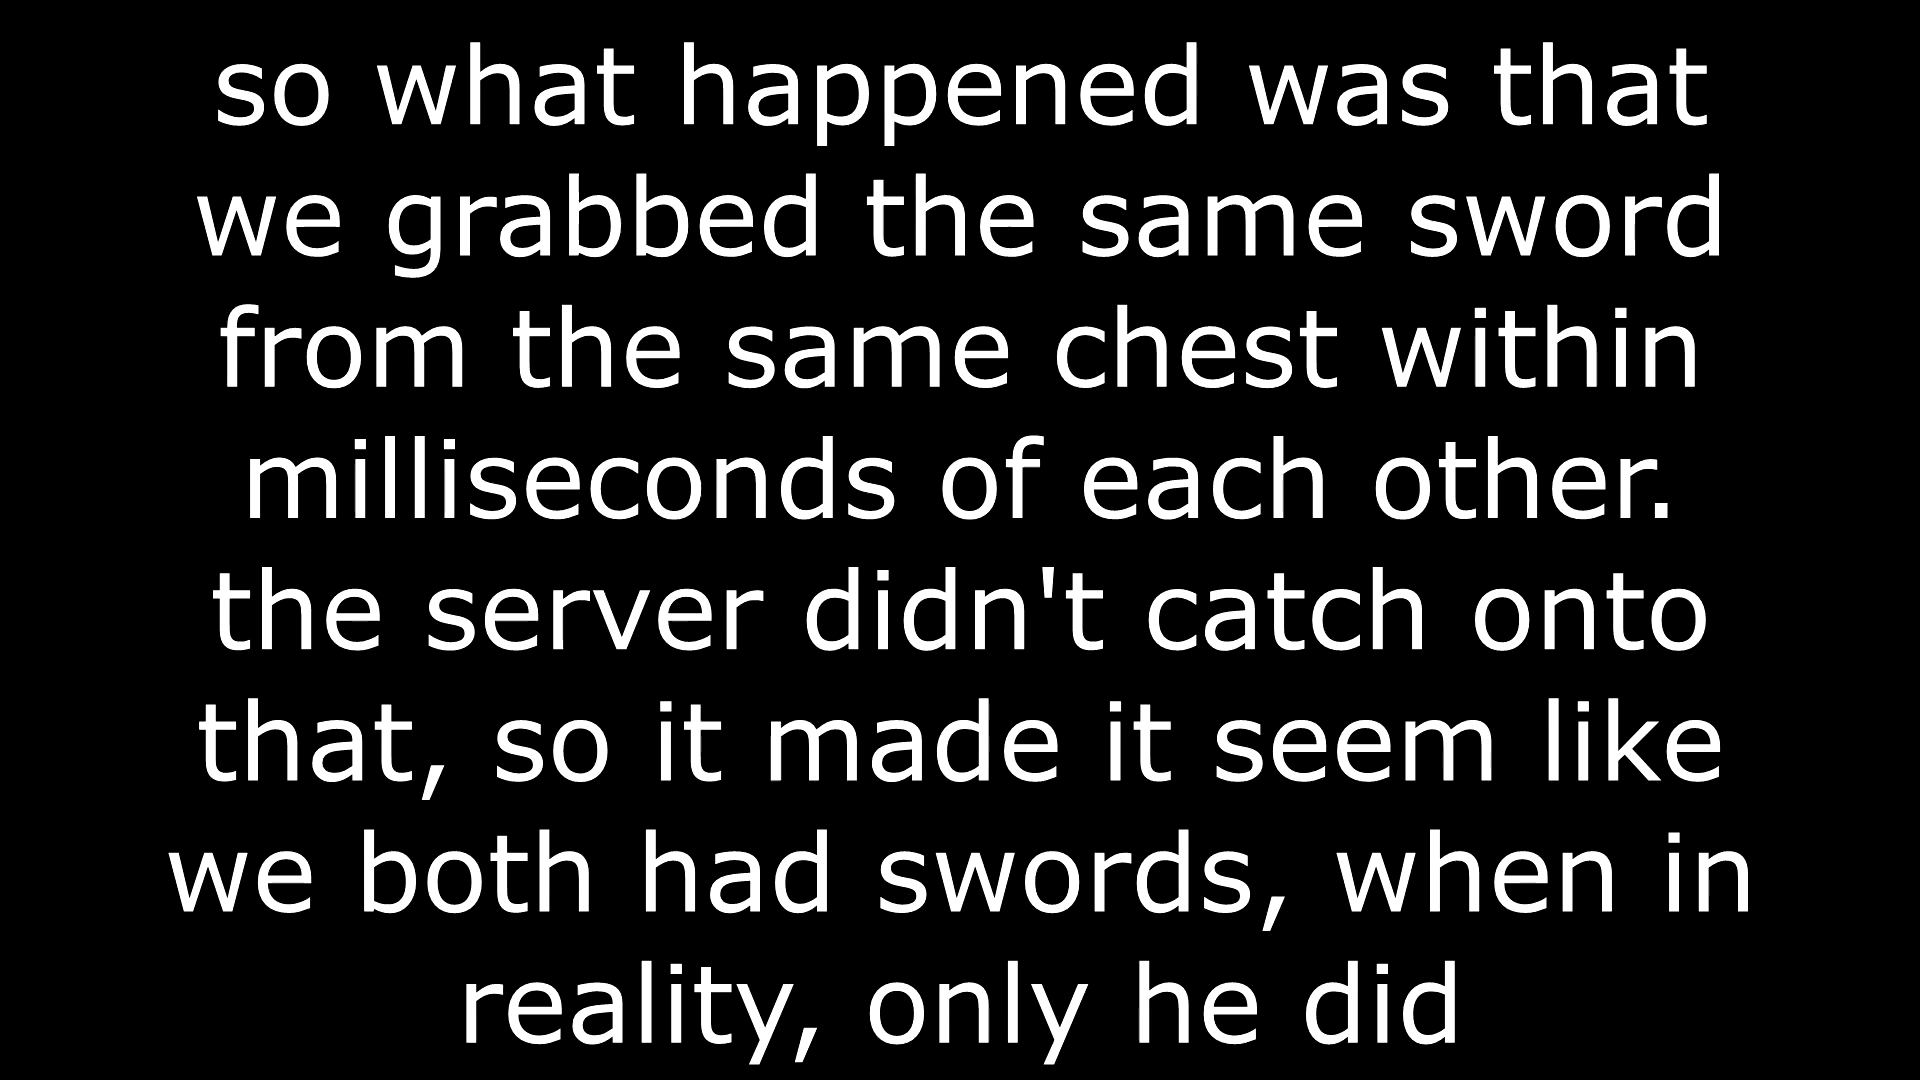 so what happened was that
we grabbed the same sword
from the same chest within
milliseconds of each other.
the server didn't catch onto
that, so it made it seem like
we both had swords, when in
reality, only he did